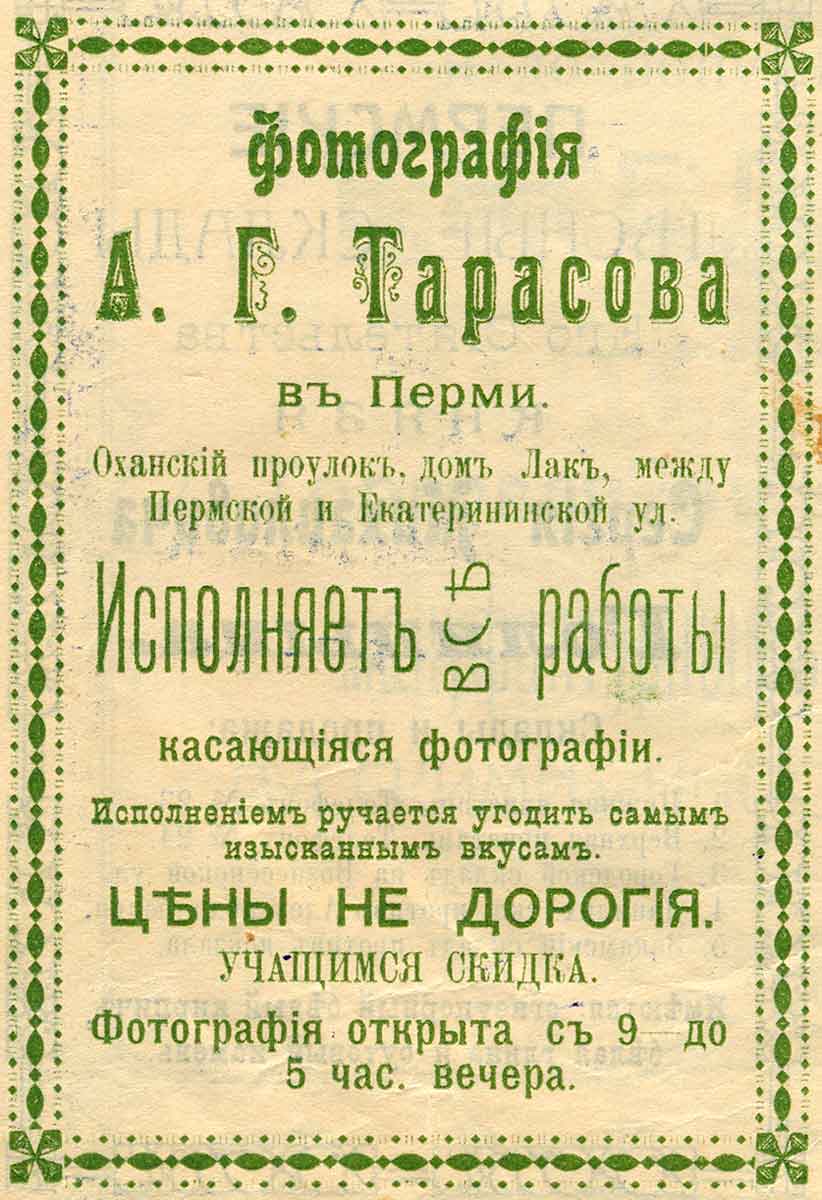 Фотографія
А. Г. Тарасова
въ Перми.
Оханскій проулокъ, домъ Лакъ, между
Пермской и Екатерининской ул.
Исполняетъ всѣ работы
касающіяся фотографіи.
Исполненіемъ ручается угодить самымъ
изысканнымъ вкусамъ.
ЦѢНЫ НЕ ДОРОГІЯ.
УЧАЩИМСЯ СКИДКА.
Фотографія открыта съ 9 до
5 час. вечера.